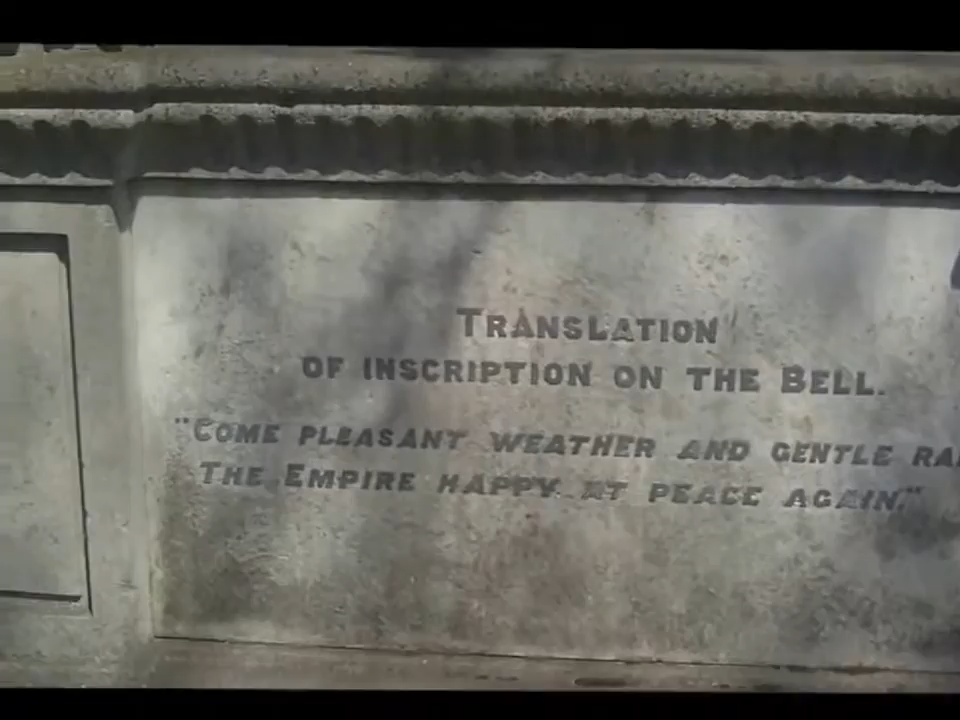 TRANSLATION
OF INSCRIPTION ON THE BELL.
"COME PLEASANT WEATHER AND GENTLE
THE EMPIRE HAPPY AT PEACE AGAIN."